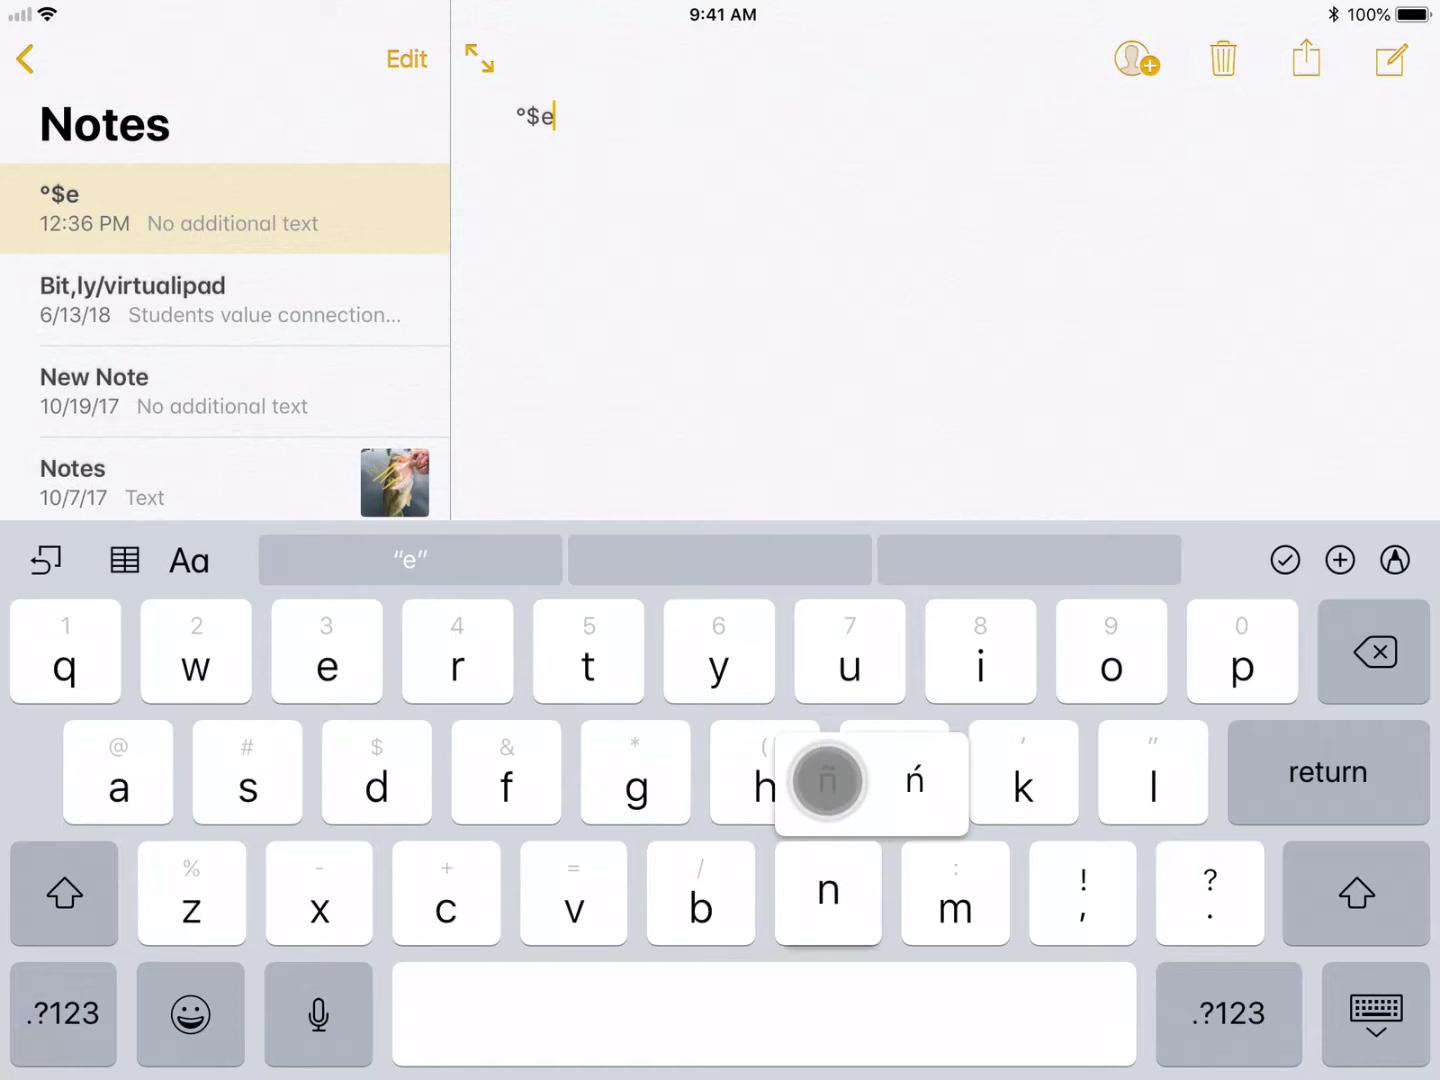 9:41 AM
100%
Edit
Notes
°$e
12:36 PM No additional text
Bit,ly/virtualipad
6/13/18 Students value connection...
New Note
10/19/17 No additional text
Notes
10/7/17 Text
°$e
Aa
“e”
1 2 3 4 5 6 7 8 9 0
q w e r t y u i o p
@ # $ & * ( ' "
a s d f g h ñ ń k l return
% - + = / : ! ?
z x c v b n m , .
.?123 .?123